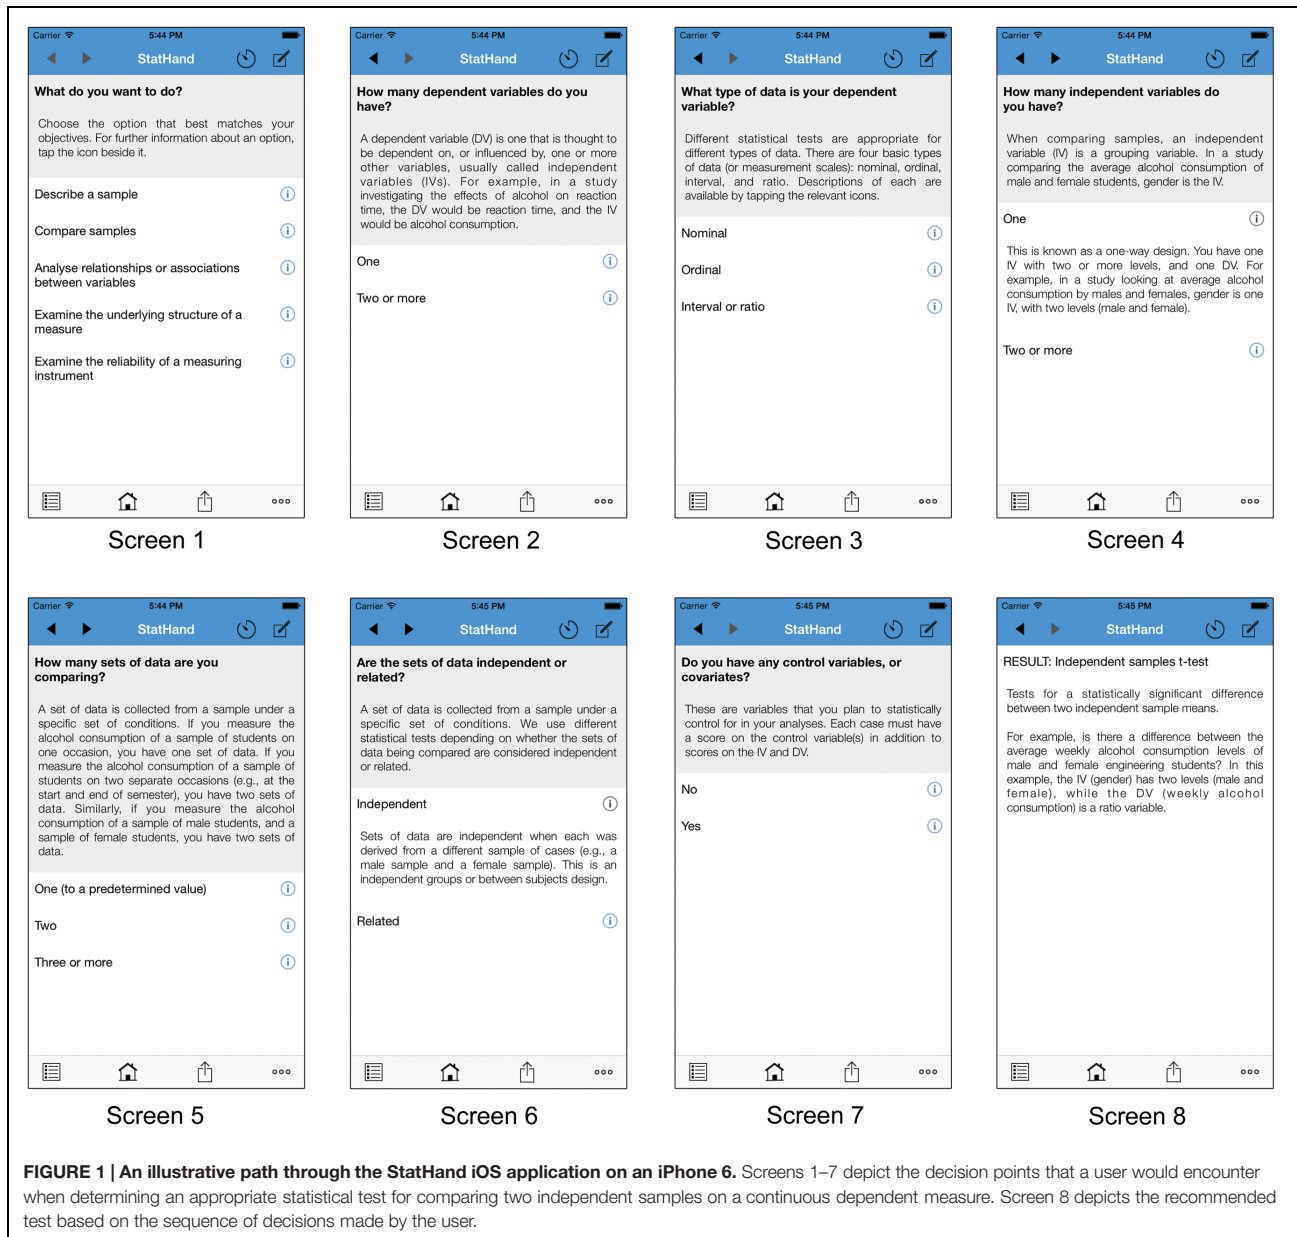 Carrier 5:44 PM
StatHand
What do you want to do?
Choose the option that best matches your
objectives. For further information about an option,
tap the icon beside it.
Describe a sample
Compare samples
Analyse relationships or associations
between variables
Examine the underlying structure of a
measure
Examine the reliability of a measuring
instrument
Screen 1
Carrier 5:44 PM
StatHand
How many dependent variables do you
have?
A dependent variable (DV) is one that is thought to
be dependent on, or influenced by, one or more
other variables, usually called independent
variables (IVs). For example, in a study
investigating the effects of alcohol on reaction
time, the DV would be reaction time, and the IV
would be alcohol consumption.
One
Two or more
Screen 2
Carrier 5:44 PM
StatHand
What type of data is your dependent
variable?
Different statistical tests are appropriate for
different types of data. There are four basic types
of data (or measurement scales): nominal, ordinal,
interval, and ratio. Descriptions of each are
available by tapping the relevant icons.
Nominal
Ordinal
Interval or ratio
Screen 3
Carrier 5:44 PM
StatHand
How many independent variables do
you have?
When comparing samples, an independent
variable (IV) is a grouping variable. In a study
comparing the average alcohol consumption of
male and female students, gender is the IV.
One
This is known as a one-way design. You have one
IV with two or more levels, and one DV. For
example, in a study looking at average alcohol
consumption by males and females, gender is one
IV, with two levels (male and female).
Two or more
Screen 4
Carrier 5:44 PM
StatHand
How many sets of data are you
comparing?
A set of data is collected from a sample under a
specific set of conditions. If you measure the
alcohol consumption of a sample of students on
one occasion, you have one set of data. If you
measure the alcohol consumption of a sample of
students on two separate occasions (e.g., at the
start and end of semester), you have two sets of
data. Similarly, if you measure the alcohol
consumption of a sample of male students, and a
sample of female students, you have two sets of
data.
One (to a predetermined value)
Two
Three or more
Screen 5
Carrier 5:45 PM
StatHand
Are the sets of data independent or
related?
A set of data is collected from a sample under a
specific set of conditions. We use different
statistical tests depending on whether the sets of
data being compared are considered independent
or related.
Independent
Sets of data are independent when each was
derived from a different sample of cases (e.g., a
male sample and a female sample). This is an
independent groups or between subjects design.
Related
Screen 6
Carrier 5:45 PM
StatHand
Do you have any control variables, or
covariates?
These are variables that you plan to statistically
control for in your analyses. Each case must have
a score on the control variable(s) in addition to
scores on the IV and DV.
No
Yes
Screen 7
Carrier 5:45 PM
StatHand
RESULT: Independent samples t-test
Tests for a statistically significant difference
between two independent sample means.
For example, is there a difference between the
average weekly alcohol consumption levels of
male and female engineering students? In this
example, the IV (gender) has two levels (male and
female), while the DV (weekly alcohol
consumption) is a ratio variable.
Screen 8
FIGURE 1 | An illustrative path through the StatHand iOS application on an iPhone 6. Screens 1–7 depict the decision points that a user would encounter
when determining an appropriate statistical test for comparing two independent samples on a continuous dependent measure. Screen 8 depicts the recommended
test based on the sequence of decisions made by the user.